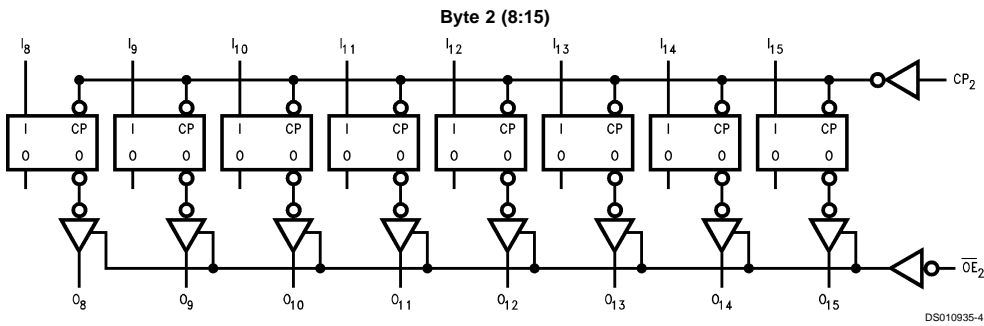 Byte 2 (8:15)
I8 I9 I10 I11 I12 I13 I14 I15
CP2
I CP I CP I CP I CP I CP I CP I CP I CP
O O O O O O O O O O O O O O O O
OE2
O8 O9 O10 O11 O12 O13 O14 O15
DS010935-4